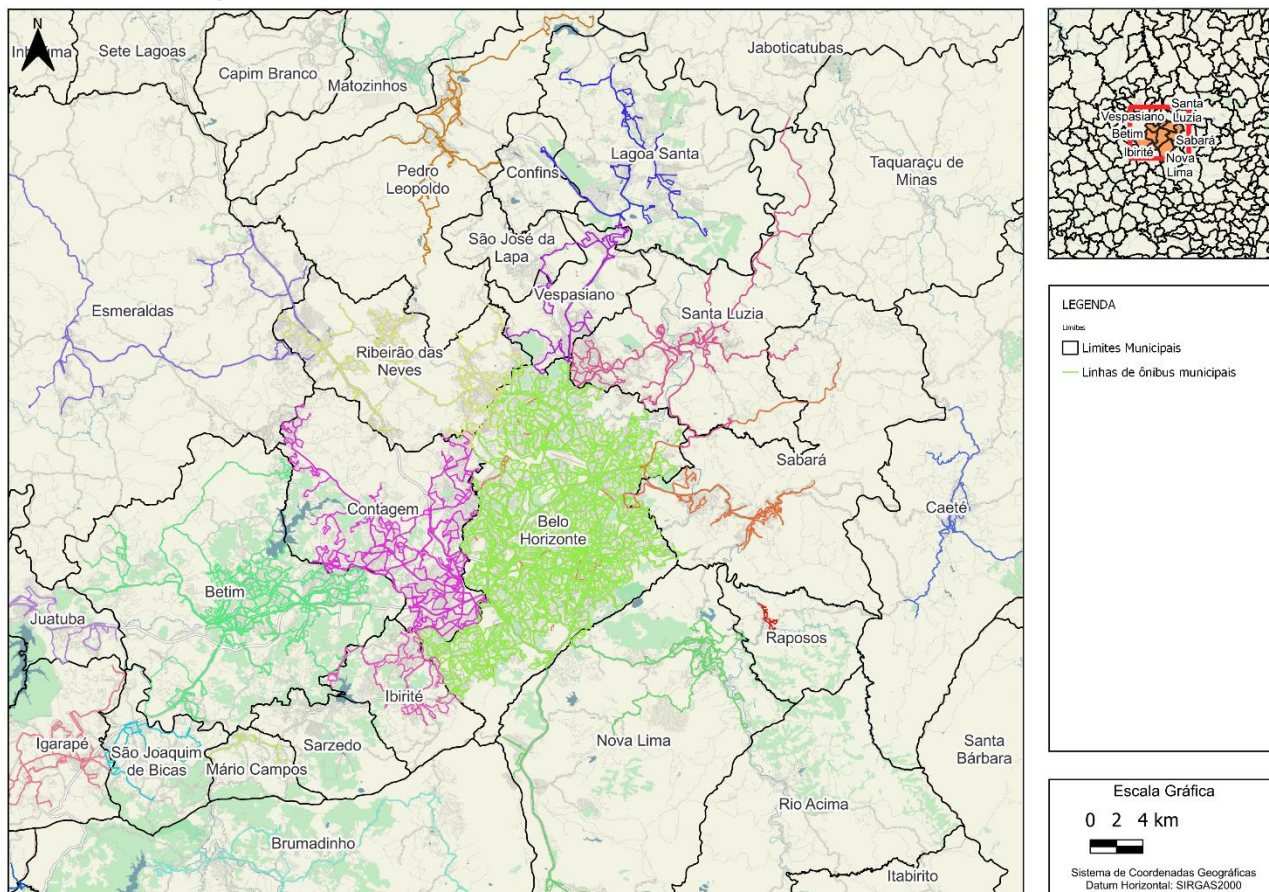 N
Inhaúma
Sete Lagoas
Capim Branco
Matozinhos
Jaboticatubas
Pedro
Leopoldo
Confins
Lagoa Santa
Taquaraçu de
Minas
São José da
Lapa
Esmeraldas
Vespasiano
Santa Luzia
Ribeirão das
Neves
Sabará
Contagem
Belo
Horizonte
Caeté
Betim
Juatuba
Raposos
Ibirité
Igarapé
São Joaquim
de Bicas
Mário Campos
Sarzedo
Nova Lima
Santa
Bárbara
Rio Acima
Brumadinho
Itabirito
Santa
Luzia
Vespasiano
Betim
Sabará
Ibirité
Nova
Lima
LEGENDA
Limites
Limites Municipais
Linhas de ônibus municipais
Escala Gráfica
0 2 4 km
Sistema de Coordenadas Geográficas
Datum Horizontal: SIRGAS2000